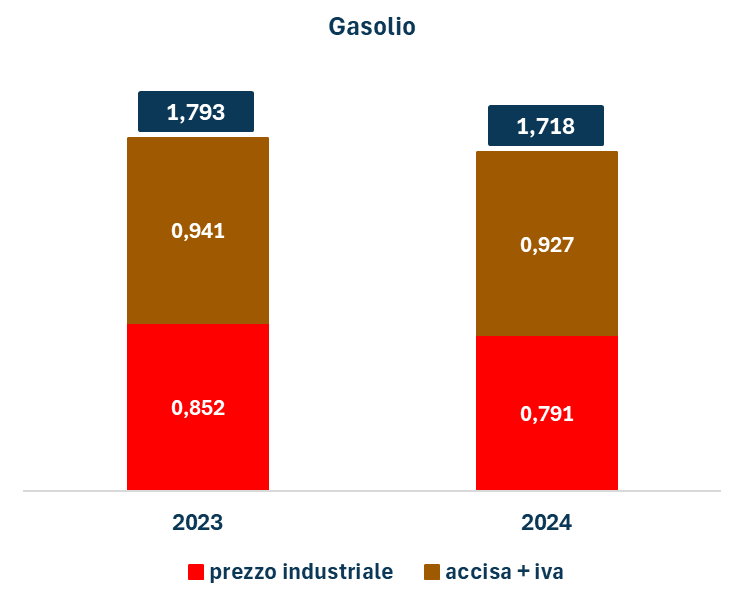 Gasolio
1,793
1,718
0,941
0,927
0,852
0,791
2023
2024
prezzo industriale
accisa + iva